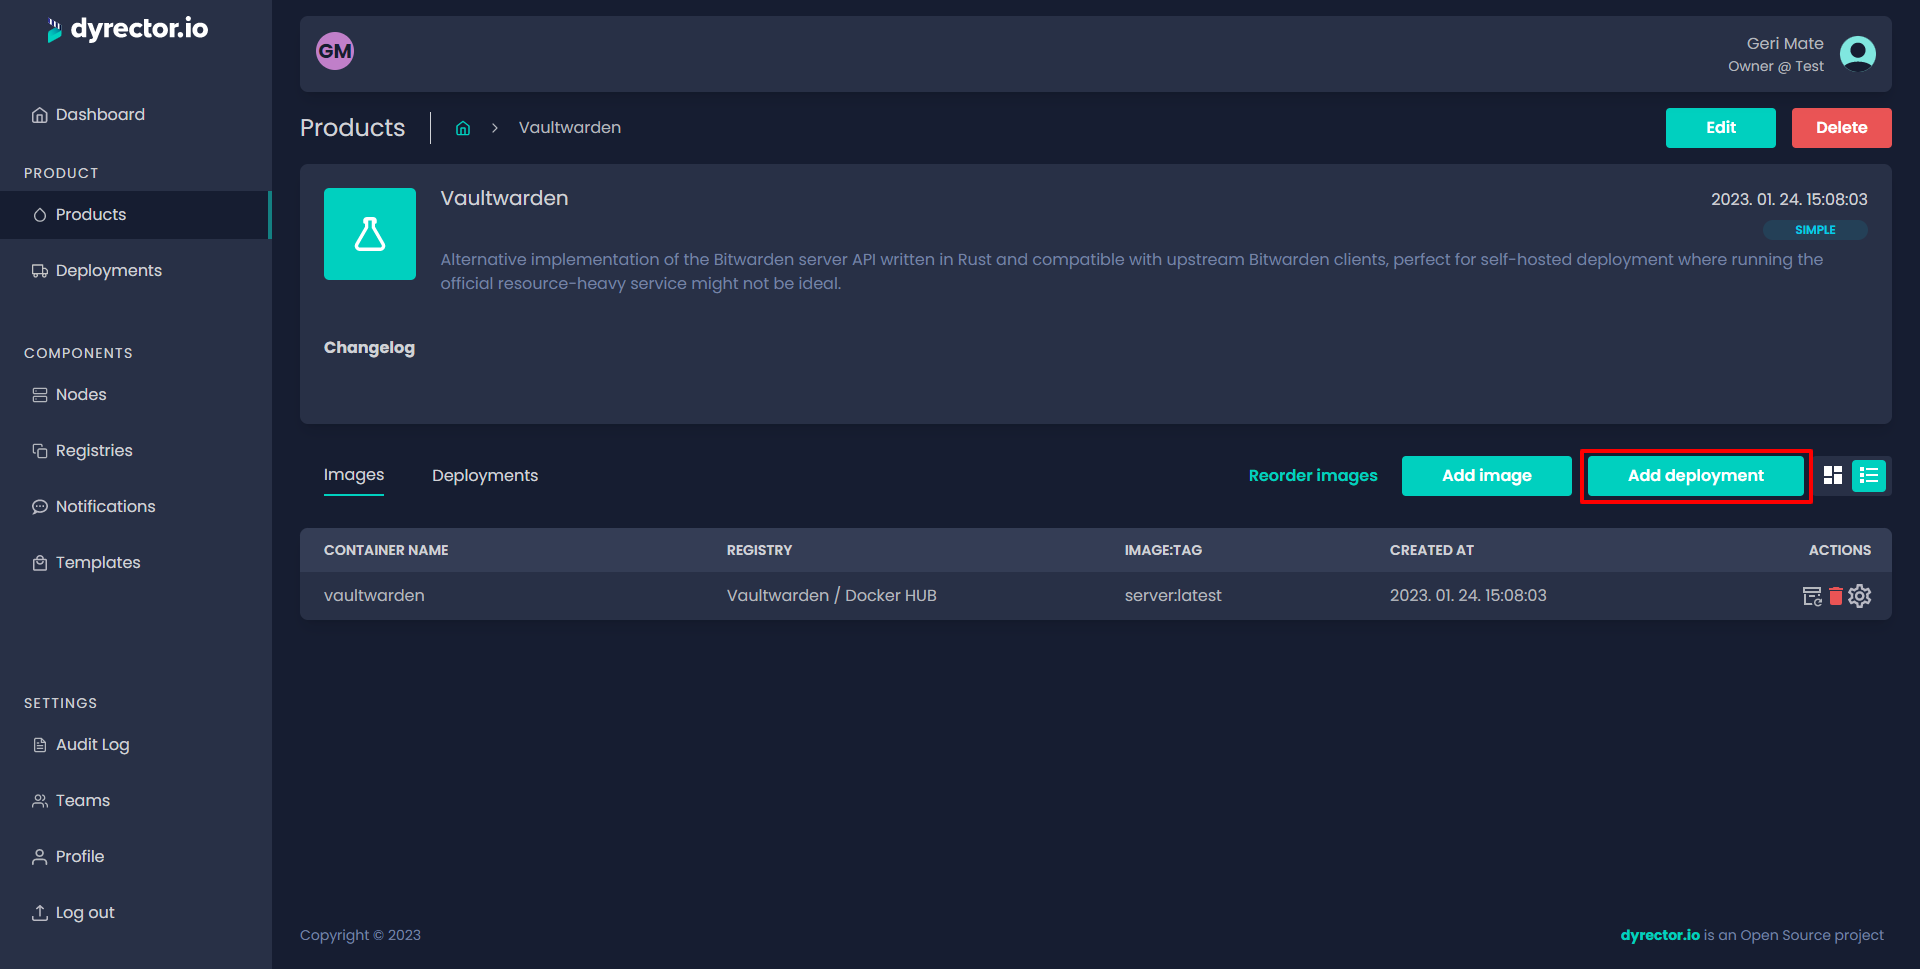 dyrector.io
Dashboard
PRODUCT
Products
Deployments
COMPONENTS
Nodes
Registries
Notifications
Templates
SETTINGS
Audit Log
Teams
Profile
Log out
GM
Geri Mate
Owner @ Test
Products
Vaultwarden
Edit
Delete
Vaultwarden
2023. 01. 24. 15:08:03
SIMPLE
Alternative implementation of the Bitwarden server API written in Rust and compatible with upstream Bitwarden clients, perfect for self-hosted deployment where running the
official resource-heavy service might not be ideal.
Changelog
Images
Deployments
Reorder images
Add image
Add deployment
CONTAINER NAME REGISTRY IMAGE:TAG CREATED AT ACTIONS
vaultwarden Vaultwarden / Docker HUB server:latest 2023. 01. 24. 15:08:03
Copyright © 2023
dyrector.io is an Open Source project